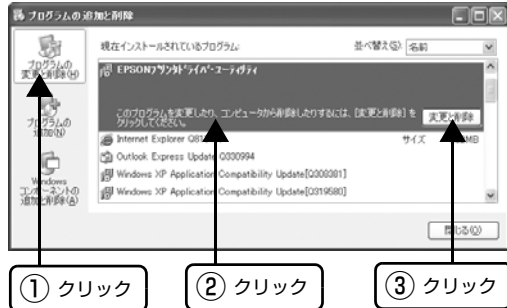 プログラムの追加と削除
プログラムの
変更と削除(H)
現在インストールされているプログラム:
並べ替え(S):
名前
EPSONプリンタドライバ・ユーティリティ
このプログラムを変更したり、コンピュータから削除したりするには、[変更と削除] を
クリックしてください。
変更と削除
プログラムの
追加(N)
Internet Explorer
サイズ
MB
Outlook Express Update Q330994
Windows XP Application Compatibility Update[Q308381]
Windows XP Application Compatibility Update[Q319580]
Windows
コンポーネントの
追加と削除(A)
閉じる(O)
① クリック
② クリック
③ クリック